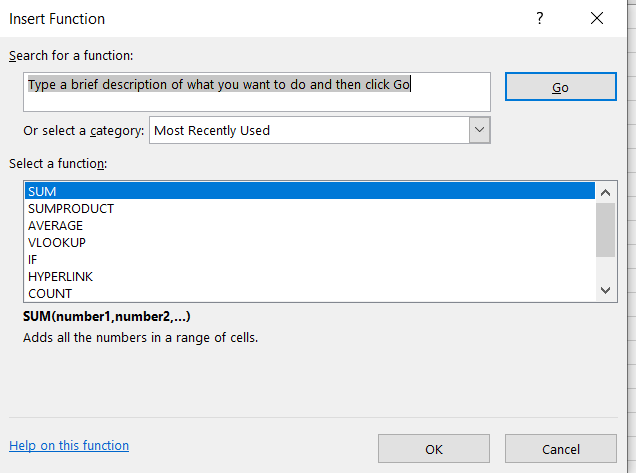 Insert Function
?
Search for a function:
Type a brief description of what you want to do and then click Go
Go
Or select a category:
Most Recently Used
Select a function:
SUM
SUMPRODUCT
AVERAGE
VLOOKUP
IF
HYPERLINK
COUNT
SUM(number1,number2,...)
Adds all the numbers in a range of cells.
Help on this function
OK
Cancel